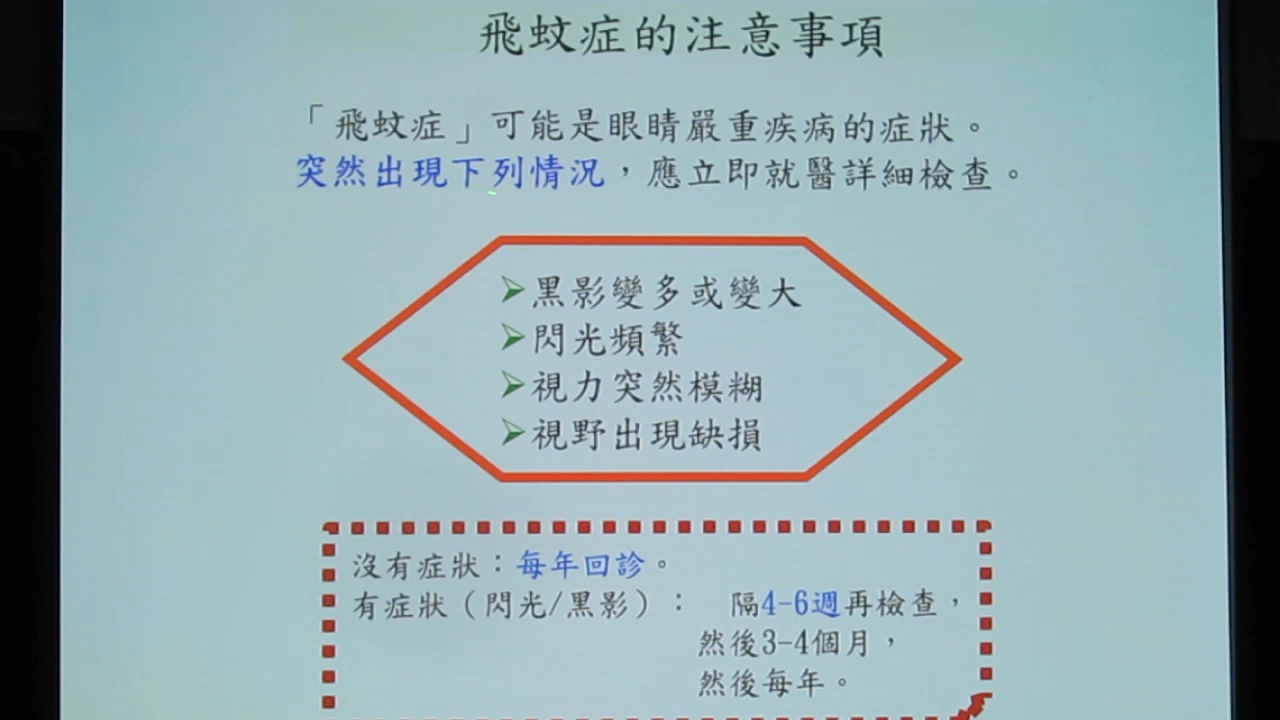 飛蚊症的注意事項
「飛蚊症」可能是眼睛嚴重疾病的症狀。
突然出現下列情況，應立即就醫詳細檢查。
➢黑影變多或變大
➢閃光頻繁
➢視力突然模糊
➢視野出現缺損
沒有症狀：每年回診。
有症狀（閃光/黑影）： 隔4-6週再檢查，
然後3-4個月，
然後每年。